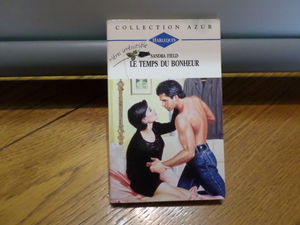 COLLECTION AZUR
HARLEQUIN
SANDRA FIELD
LE TEMPS DU BONHEUR